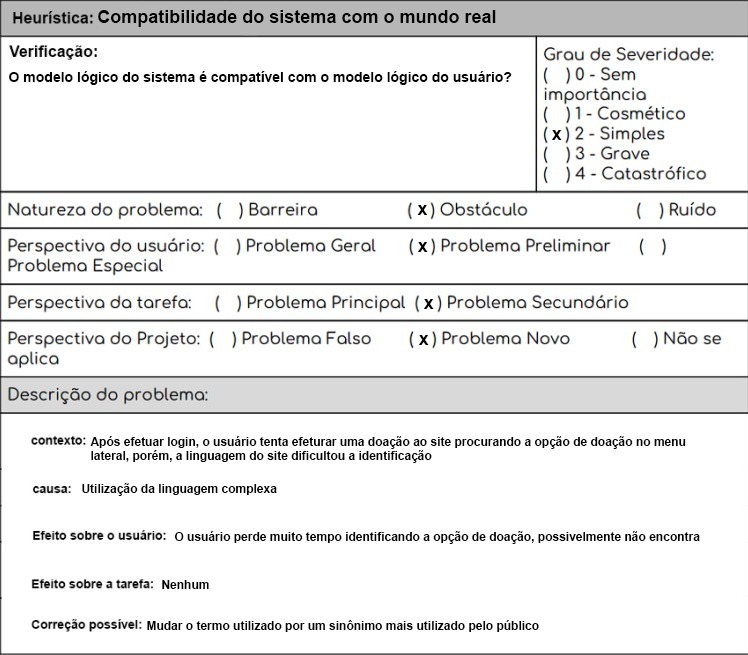 Heurística: Compatibilidade do sistema com o mundo real
Verificação:
O modelo lógico do sistema é compatível com o modelo lógico do usuário?
Grau de Severidade:
(   ) 0 - Sem
importância
(   ) 1 - Cosmético
( x ) 2 - Simples
(   ) 3 - Grave
(   ) 4 - Catastrófico
Natureza do problema: (   ) Barreira ( x ) Obstáculo (   ) Ruído
Perspectiva do usuário: (   ) Problema Geral ( x ) Problema Preliminar (   )
Problema Especial
Perspectiva da tarefa: (   ) Problema Principal ( x ) Problema Secundário
Perspectiva do Projeto: (   ) Problema Falso ( x ) Problema Novo (   ) Não se
aplica
Descrição do problema:
contexto: Após efetuar login, o usuário tenta efeturar uma doação ao site procurando a opção de doação no menu
lateral, porém, a linguagem do site dificultou a identificação
causa: Utilização da linguagem complexa
Efeito sobre o usuário: O usuário perde muito tempo identificando a opção de doação, possivelmente não encontra
Efeito sobre a tarefa: Nenhum
Correção possível: Mudar o termo utilizado por um sinônimo mais utilizado pelo público